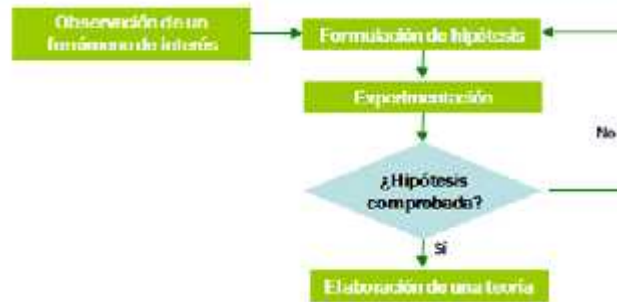 Observación de un
fenómeno de interés
Formulación de hipótesis
Experimentación
No
¿Hipótesis
comprobada?
Sí
Elaboración de una teoría